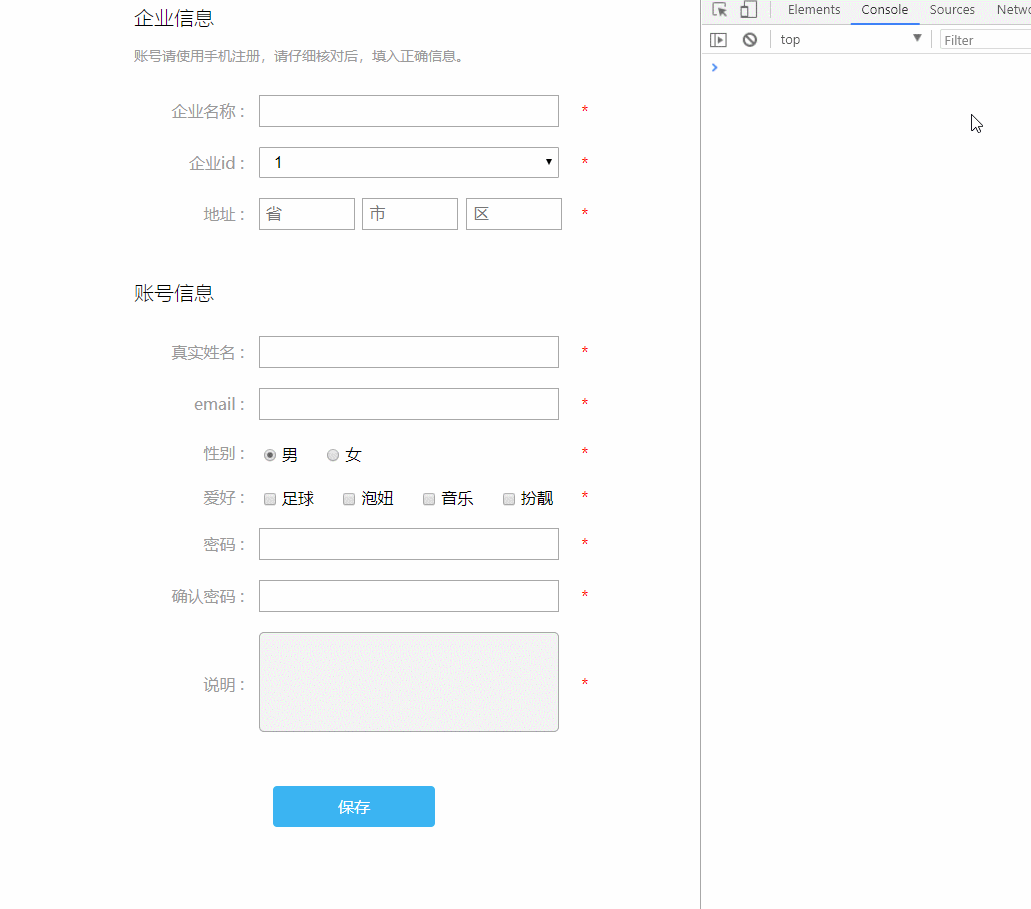 企业信息
账号请使用手机注册，请仔细核对后，填入正确信息。
企业名称 : *
企业id : 1 *
地址 : 省 市 区 *
账号信息
真实姓名 : *
email : *
性别 : 男 女 *
爱好 : 足球 泡妞 音乐 扮靓 *
密码 : *
确认密码 : *
说明 : *
保存
Elements Console Sources Netwo
top Filter